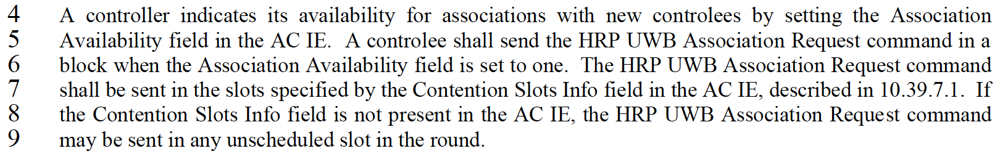 4 A controller indicates its availability for associations with new controlees by setting the Association
5 Availability field in the AC IE. A controlee shall send the HRP UWB Association Request command in a
6 block when the Association Availability field is set to one. The HRP UWB Association Request command
7 shall be sent in the slots specified by the Contention Slots Info field in the AC IE, described in 10.39.7.1. If
8 the Contention Slots Info field is not present in the AC IE, the HRP UWB Association Request command
9 may be sent in any unscheduled slot in the round.